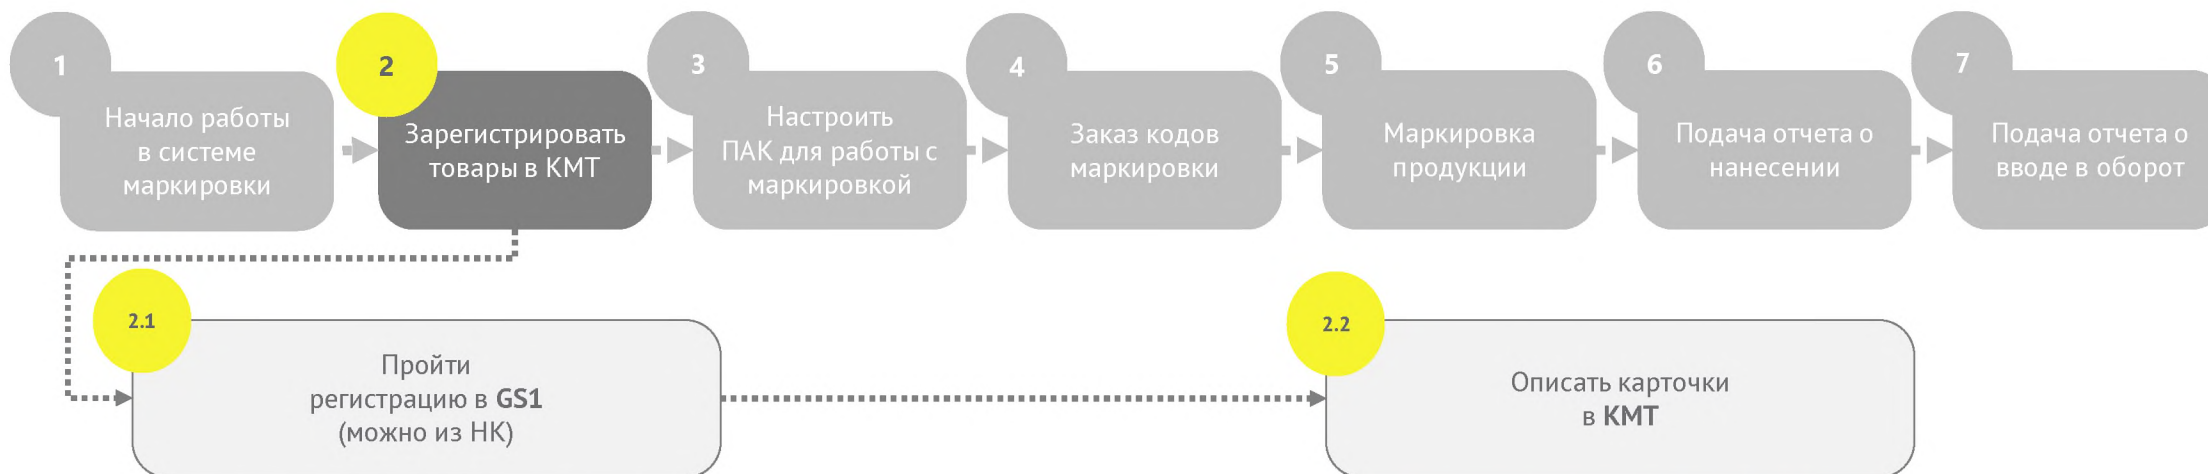 1
Начало работы
в системе
маркировки
2
Зарегистрировать
товары в КМТ
3
Настроить
ПАК для работы с
маркировкой
4
Заказ кодов
маркировки
5
Маркировка
продукции
6
Подача отчета о
нанесении
7
Подача отчета о
вводе в оборот
2.1
Пройти
регистрацию в GS1
(можно из НК)
2.2
Описать карточки
в КМТ